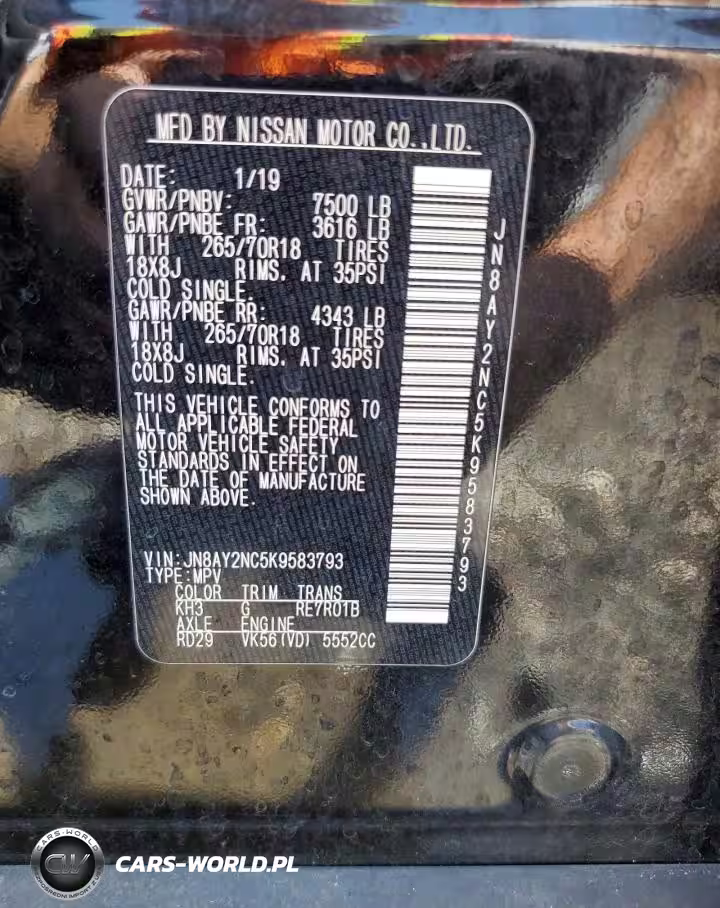 MFD BY NISSAN MOTOR CO.,LTD.
DATE: 1/19
GVWR/PNBV: 7500 LB
GAWR/PNBE FR: 3616 LB
WITH 265/70R18 TIRES
18X8J RIMS. AT 35PSI
COLD SINGLE.
GAWR/PNBE RR: 4343 LB
WITH 265/70R18 TIRES
18X8J RIMS. AT 35PSI
COLD SINGLE.
THIS VEHICLE CONFORMS TO
ALL APPLICABLE FEDERAL
MOTOR VEHICLE SAFETY
STANDARDS IN EFFECT ON
THE DATE OF MANUFACTURE
SHOWN ABOVE.
VIN:JN8AY2NC5K9583793
TYPE:MPV
COLOR TRIM TRANS
KH3 G RE7R01B
AXLE ENGINE
RD29 VK56(VD) 5552CC
JN8AY2NC5K9583793
CARS-WORLD
CW
CARS-WORLD.PL